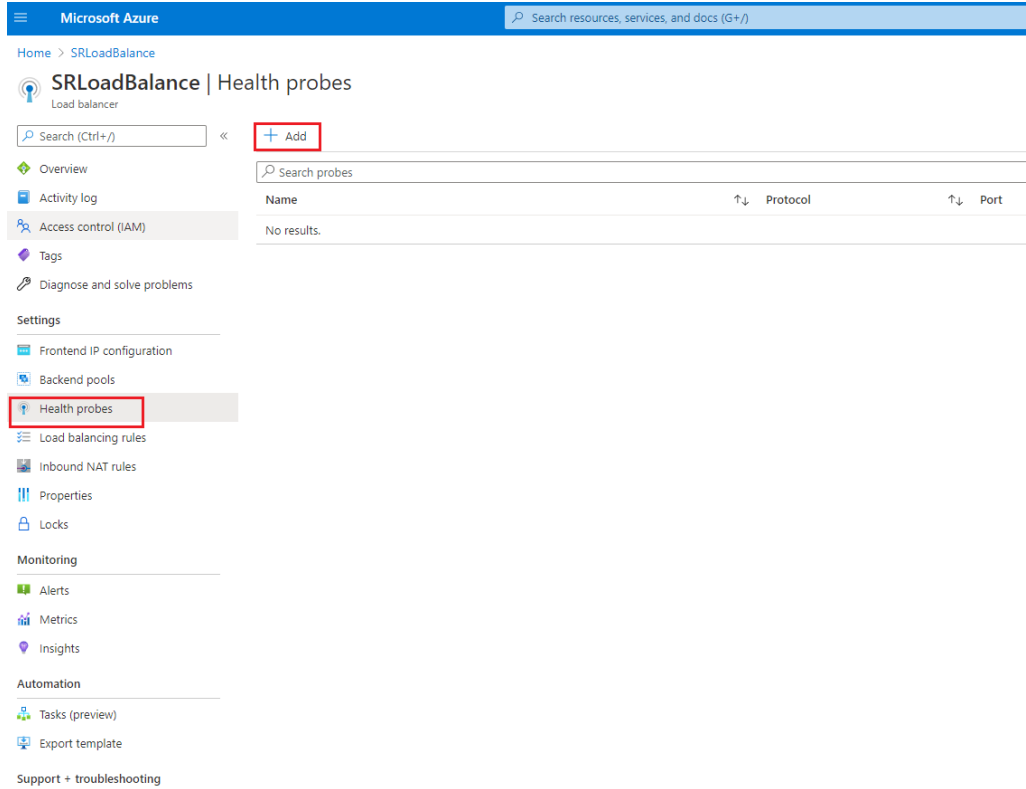 Microsoft Azure
Search resources, services, and docs (G+/)
Home > SRLoadBalance
SRLoadBalance | Health probes
Load balancer
Search (Ctrl+/)
«
+ Add
Overview
Search probes
Activity log
Name ↑↓ Protocol ↑↓ Port
Access control (IAM)
No results.
Tags
Diagnose and solve problems
Settings
Frontend IP configuration
Backend pools
Health probes
Load balancing rules
Inbound NAT rules
Properties
Locks
Monitoring
Alerts
Metrics
Insights
Automation
Tasks (preview)
Export template
Support + troubleshooting